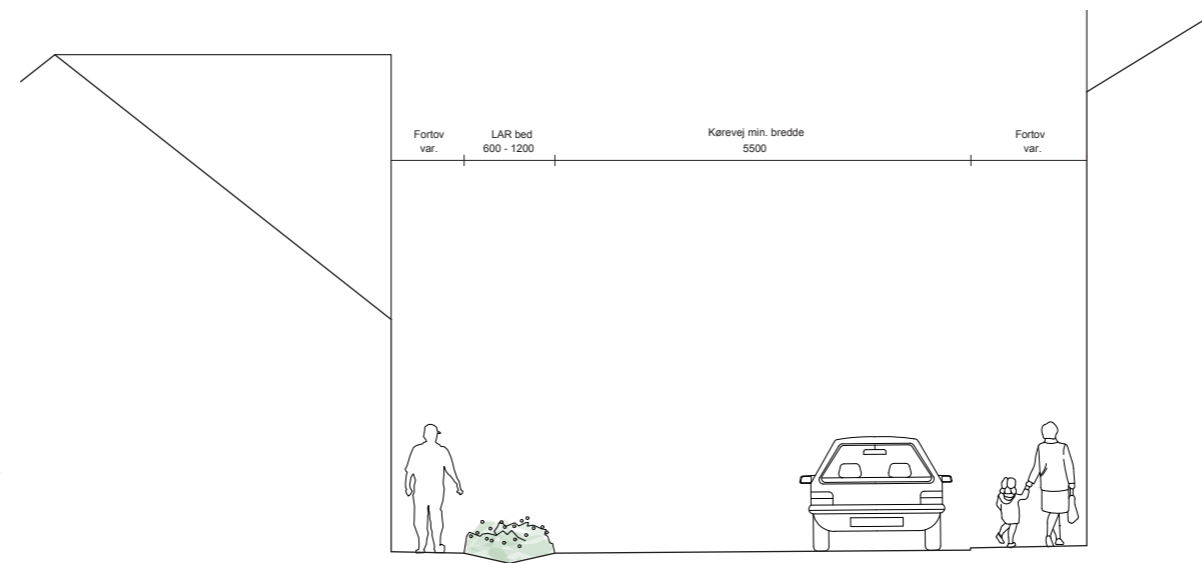 Fortov
var.
LAR bed
600 - 1200
Kørevej min. bredde
5500
Fortov
var.